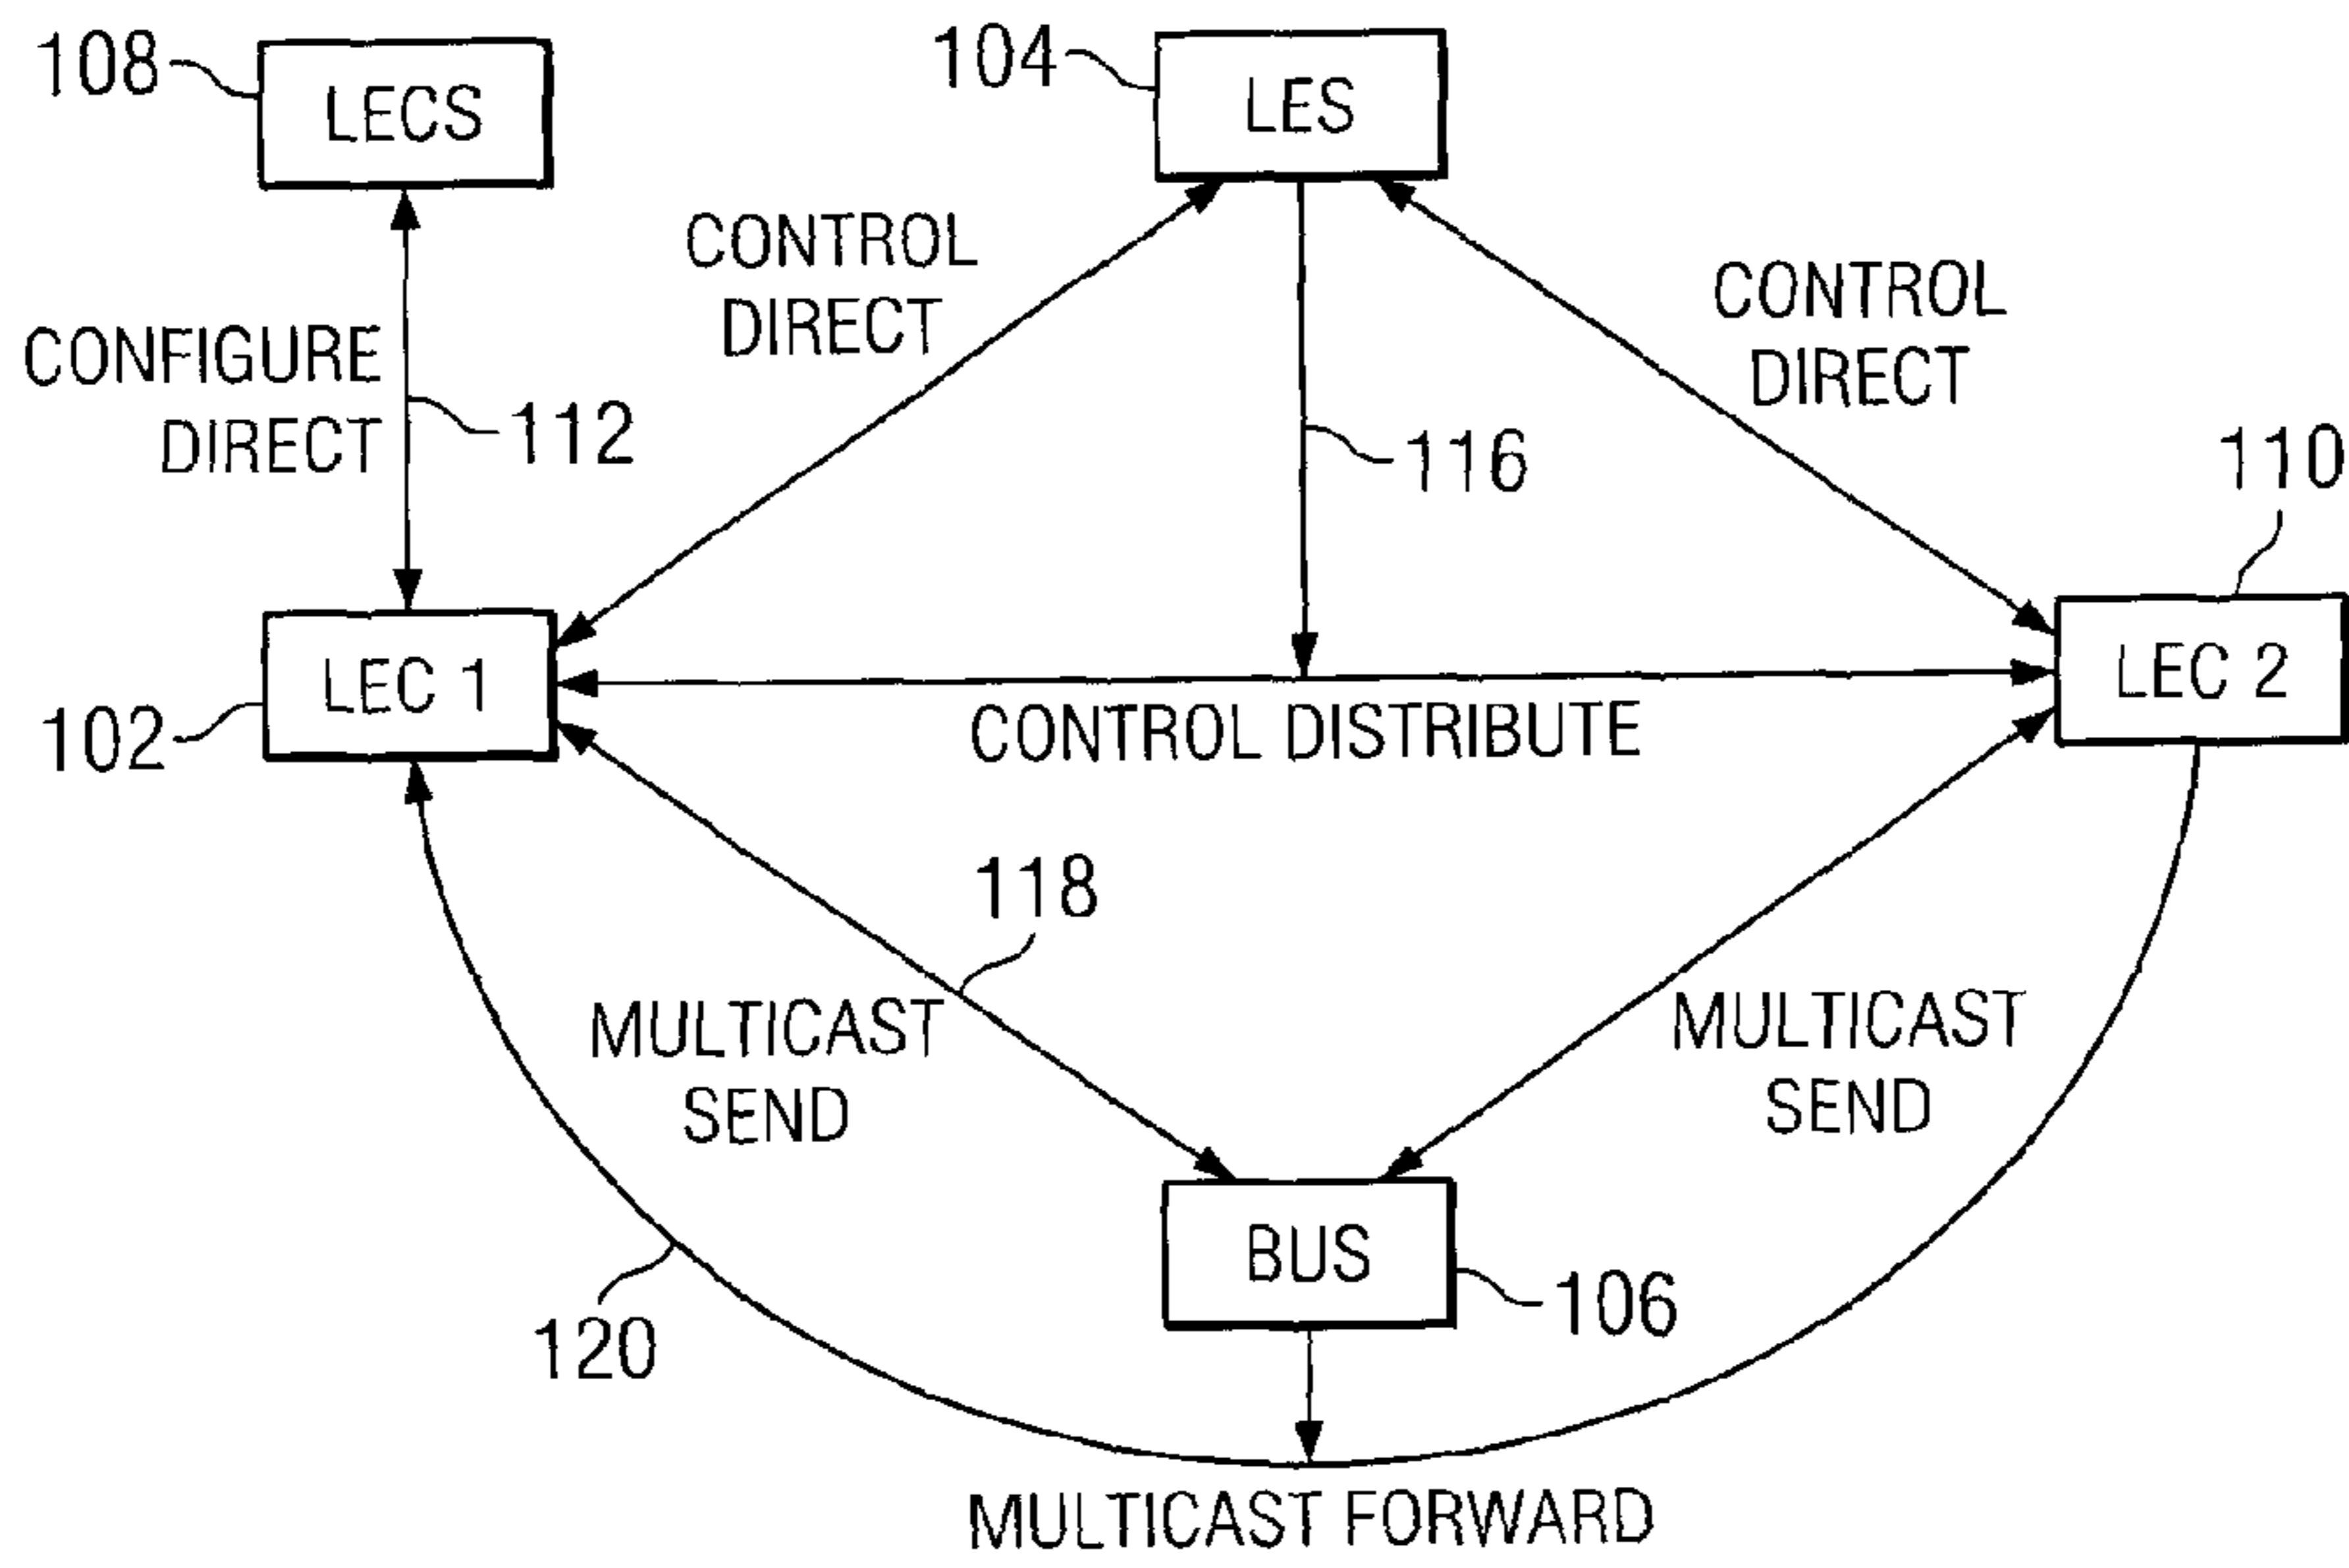 108
LECS
104
LES
CONTROL
DIRECT
CONTROL
DIRECT
CONFIGURE
DIRECT
112
116
110
LEC 1
LEC 2
102
CONTROL DISTRIBUTE
118
MULTICAST
SEND
MULTICAST
SEND
BUS
106
120
MULTICAST FORWARD